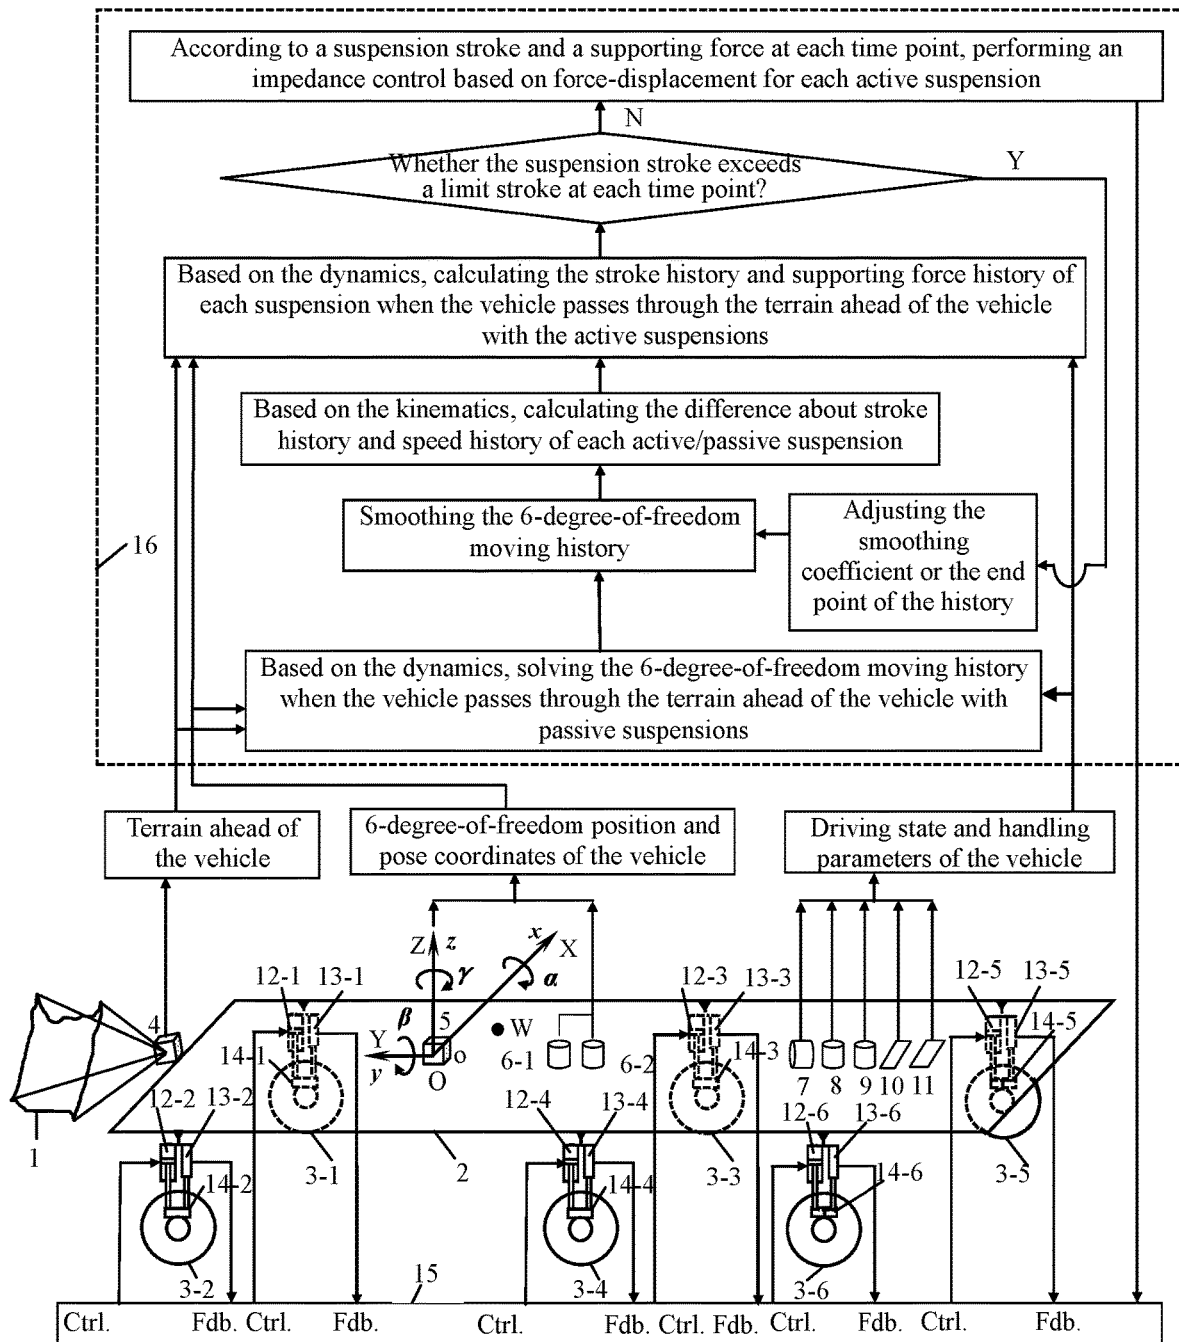 According to a suspension stroke and a supporting force at each time point, performing an
impedance control based on force-displacement for each active suspension
N
Whether the suspension stroke exceeds
a limit stroke at each time point?
Y
Based on the dynamics, calculating the stroke history and supporting force history of
each suspension when the vehicle passes through the terrain ahead of the vehicle
with the active suspensions
Based on the kinematics, calculating the difference about stroke
history and speed history of each active/passive suspension
Smoothing the 6-degree-of-freedom
moving history
Adjusting the
smoothing
coefficient or the end
point of the history
16
Based on the dynamics, solving the 6-degree-of-freedom moving history
when the vehicle passes through the terrain ahead of the vehicle with
passive suspensions
Terrain ahead of
the vehicle
6-degree-of-freedom position and
pose coordinates of the vehicle
Driving state and handling
parameters of the vehicle
Z z x X
12-1 13-1 γ α 12-3 13-3 12-5 13-5
4 β 5 W 14-5
Y o
14-1 y O 6-1 6-2 14-3
7 8 9 10 11
12-2 13-2 12-4 13-4 12-6 13-6
1 3-1 2 3-3 3-5
14-2 14-4 14-6
3-2 15 3-4 3-6
Ctrl. Fdb. Ctrl. Fdb. Ctrl. Fdb. Ctrl. Fdb. Ctrl. Fdb. Ctrl. Fdb.